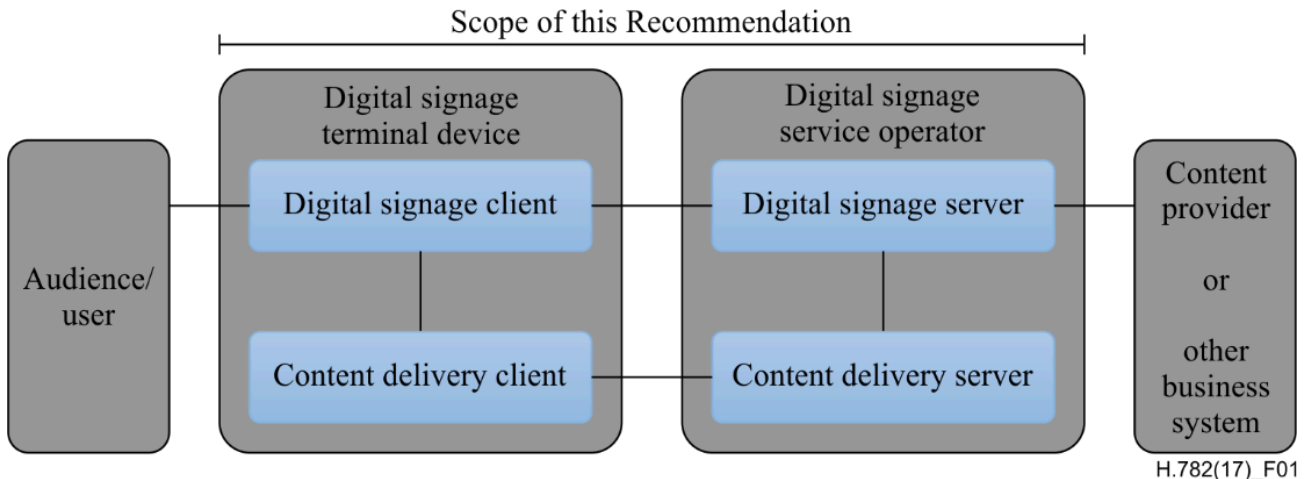 Scope of this Recommendation
Digital signage
terminal device
Digital signage
service operator
Digital signage client
Digital signage server
Content delivery client
Content delivery server
Audience/
user
Content
provider
or
other
business
system
H.782(17)_F01